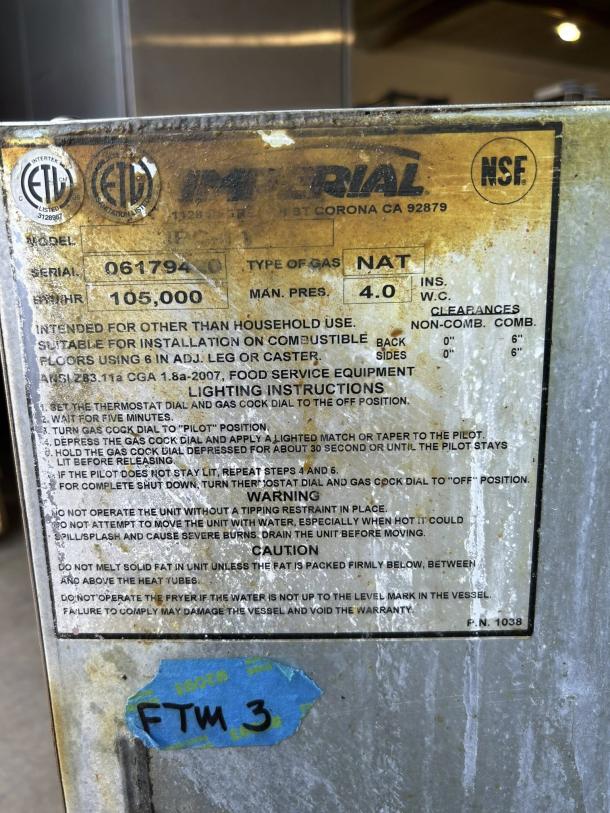 INTERTEK
ETL
CM
LISTED
3128987
ETL
SANITATION LISTED
IMPERIAL
NSF
ST CORONA CA 92879
MODEL
SERIAL TYPE OF GAS NAT
BTU/HR 105,000 MAN. PRES. 4.0 INS. W.C.
CLEARANCES
INTENDED FOR OTHER THAN HOUSEHOLD USE. NON-COMB. COMB.
SUITABLE FOR INSTALLATION ON COMBUSTIBLE BACK 0" 6"
FLOORS USING 6 IN ADJ. LEG OR CASTER. SIDES 0" 6"
ANSI Z83.11a CGA 1.8a-2007, FOOD SERVICE EQUIPMENT
LIGHTING INSTRUCTIONS
1. SET THE THERMOSTAT DIAL AND GAS COCK DIAL TO THE OFF POSITION.
2. WAIT FOR FIVE MINUTES.
3. TURN GAS COCK DIAL TO "PILOT" POSITION
4. DEPRESS THE GAS COCK DIAL AND APPLY A LIGHTED MATCH OR TAPER TO THE PILOT.
HOLD THE GAS COCK DIAL DEPRESSED FOR ABOUT 30 SECOND OR UNTIL THE PILOT STAYS
LIT BEFORE RELEASING
IF THE PILOT DOES NOT STAY LIT, REPEAT STEPS 4 AND 5.
FOR COMPLETE SHUT DOWN, TURN THERMOSTAT DIAL AND GAS COCK DIAL TO "OFF" POSITION.
WARNING
DO NOT OPERATE THE UNIT WITHOUT A TIPPING RESTRAINT IN PLACE.
DO NOT ATTEMPT TO MOVE THE UNIT WITH WATER, ESPECIALLY WHEN HOT IT COULD
SPILL/SPLASH AND CAUSE SEVERE BURNS. DRAIN THE UNIT BEFORE MOVING.
CAUTION
DO NOT MELT SOLID FAT IN UNIT UNLESS THE FAT IS PACKED FIRMLY BELOW, BETWEEN
AND ABOVE THE HEAT TUBES.
DO NOT OPERATE THE FRYER IF THE WATER IS NOT UP TO THE LEVEL MARK IN THE VESSEL.
FAILURE TO COMPLY MAY DAMAGE THE VESSEL AND VOID THE WARRANTY.
P.N. 1038
FTM 3